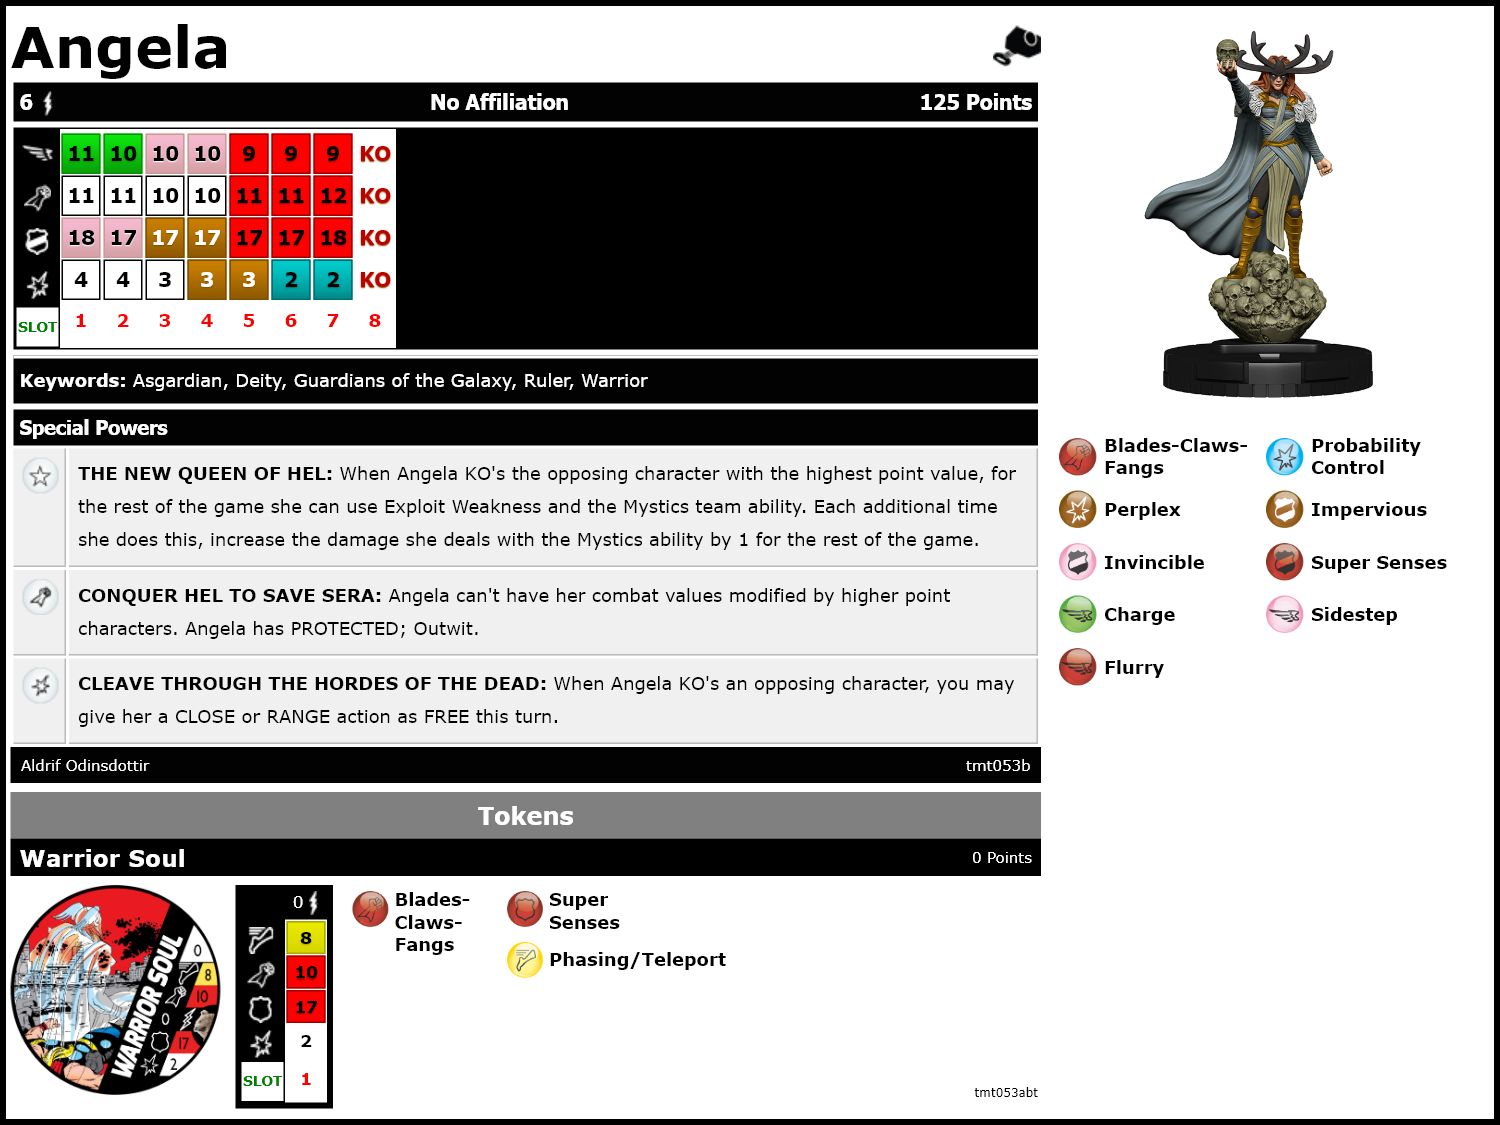 Angela
6
No Affiliation
125 Points
11 10 10 10 9 9 9 KO
11 11 10 10 11 11 12 KO
18 17 17 17 17 17 18 KO
4 4 3 3 3 2 2 KO
SLOT 1 2 3 4 5 6 7 8
Keywords: Asgardian, Deity, Guardians of the Galaxy, Ruler, Warrior
Special Powers
THE NEW QUEEN OF HEL: When Angela KO's the opposing character with the highest point value, for
the rest of the game she can use Exploit Weakness and the Mystics team ability. Each additional time
she does this, increase the damage she deals with the Mystics ability by 1 for the rest of the game.
CONQUER HEL TO SAVE SERA: Angela can't have her combat values modified by higher point
characters. Angela has PROTECTED; Outwit.
CLEAVE THROUGH THE HORDES OF THE DEAD: When Angela KO's an opposing character, you may
give her a CLOSE or RANGE action as FREE this turn.
Aldrif Odinsdottir
tmt053b
Blades-Claws-
Fangs
Probability
Control
Perplex
Impervious
Invincible
Super Senses
Charge
Sidestep
Flurry
Tokens
Warrior Soul
0 Points
WARRIOR SOUL
0
8
10
0
17
2
0
8
10
17
2
SLOT 1
Blades-
Claws-
Fangs
Super
Senses
Phasing/Teleport
tmt053abt